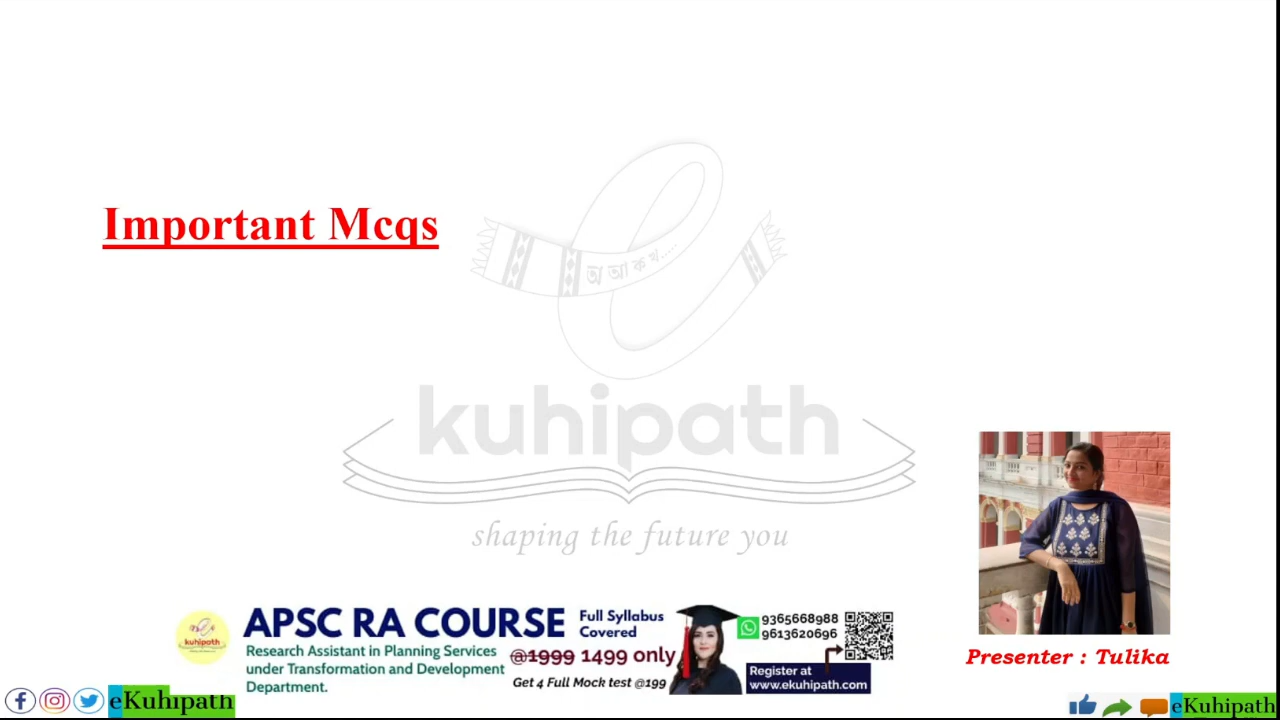 Important Mcqs
অ আ ক খ....
kuhipath
shaping the future you
kuhipath
APSC RA COURSE
Research Assistant in Planning Services
under Transformation and Development
Department.
Full Syllabus
Covered
@1999 1499 only
Get 4 Full Mock test @199
9365668988
9613620696
Register at
www.ekuhipath.com
Presenter : Tulika
eKuhipath
eKuhipath